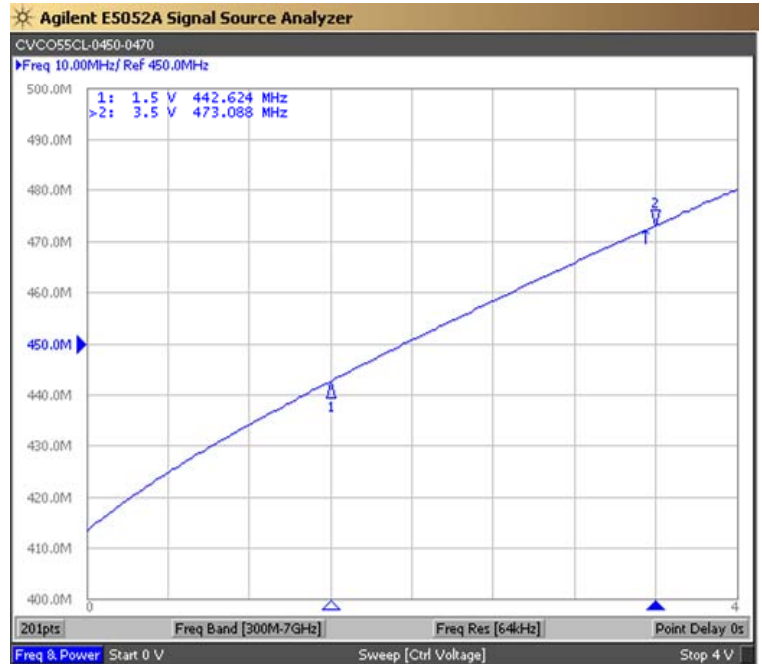 Agilent E5052A Signal Source Analyzer
CVCO55CL-0450-0470
Freq 10.00MHz/ Ref 450.0MHz
500.0M
1: 1.5 V 442.624 MHz
>2: 3.5 V 473.088 MHz
490.0M
480.0M
2
470.0M
460.0M
450.0M
440.0M
1
430.0M
420.0M
410.0M
400.0M
0 4
201pts Freq Band [300M-7GHz] Freq Res [64kHz] Point Delay 0s
Freq & Power Start 0 V Sweep [Ctrl Voltage] Stop 4 V